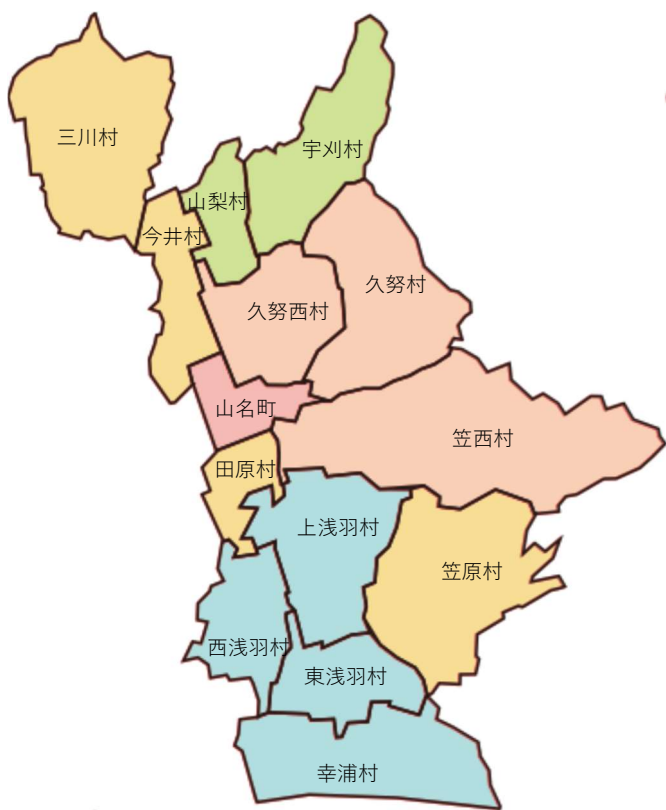 三川村
宇刈村
山梨村
今井村
久努村
久努西村
山名町
笠西村
田原村
上浅羽村
笠原村
西浅羽村
東浅羽村
幸浦村